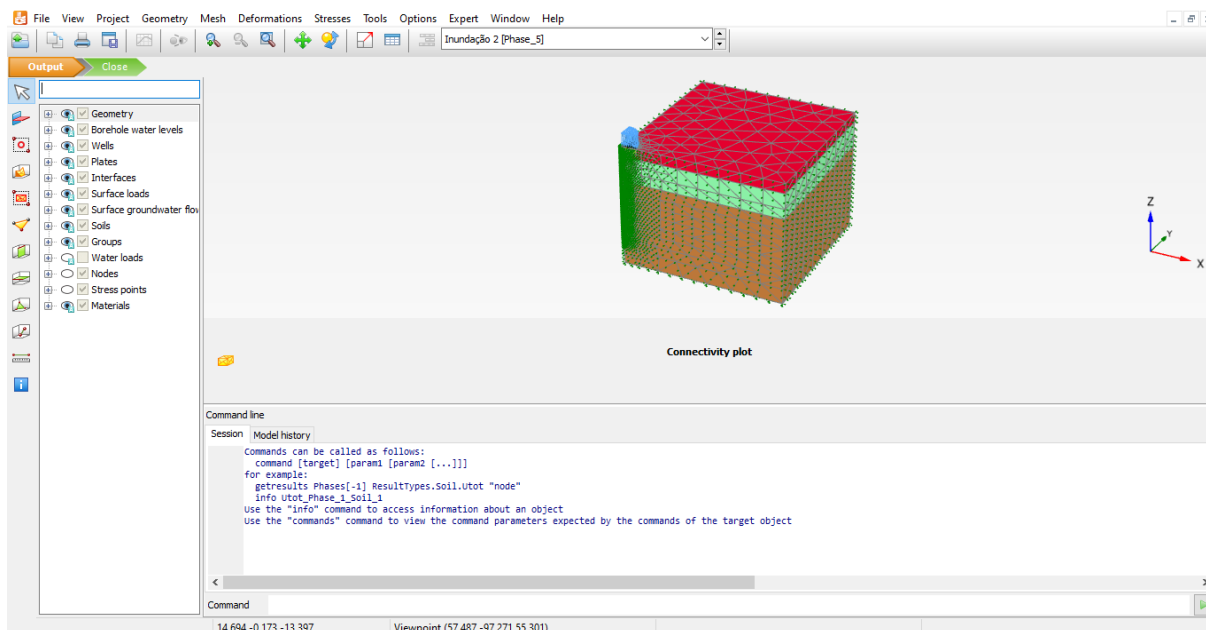 File View Project Geometry Mesh Deformations Stresses Tools Options Expert Window Help
Inundação 2 [Phase_5]
Output Close
Geometry
Borehole water levels
Wells
Plates
Interfaces
Surface loads
Surface groundwater flow
Soils
Groups
Water loads
Nodes
Stress points
Materials
Z
Y
X
Connectivity plot
Command line
Session Model history
Commands can be called as follows:
command [target] [param1 [param2 [...]]]
for example:
getresults Phases[-1] ResultTypes.Soil.Utot "node"
info Utot_Phase_1_Soil_1
Use the "info" command to access information about an object
Use the "commands" command to view the command parameters expected by the commands of the target object
Command
14.694 -0.173 -13.397 Viewpoint (57.487 -97.271 55.301)